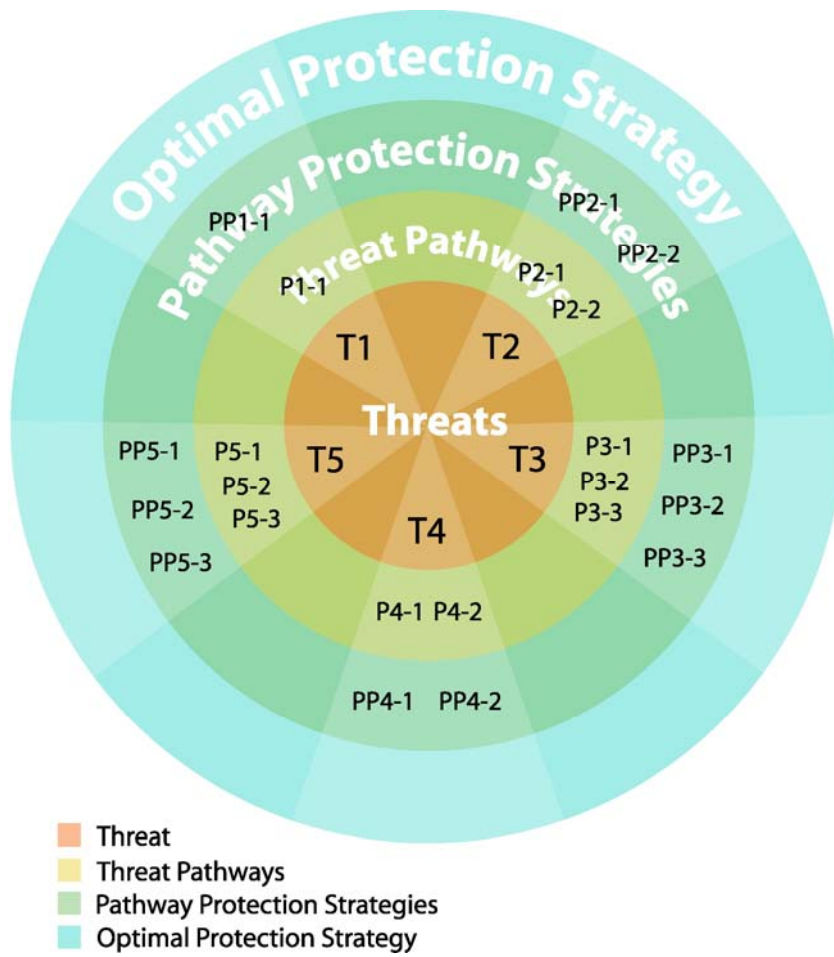 Optimal Protection Strategy
Pathway Protection Strategies
PP1-1
PP2-1
PP2-2
Threat Pathways
P1-1
P2-1
P2-2
T1
T2
Threats
T5
T3
PP5-1
P5-1
P3-1
PP3-1
P5-2
P3-2
PP5-2
P5-3
P3-3
PP3-2
PP5-3
PP3-3
T4
P4-1
P4-2
PP4-1
PP4-2
Threat
Threat Pathways
Pathway Protection Strategies
Optimal Protection Strategy